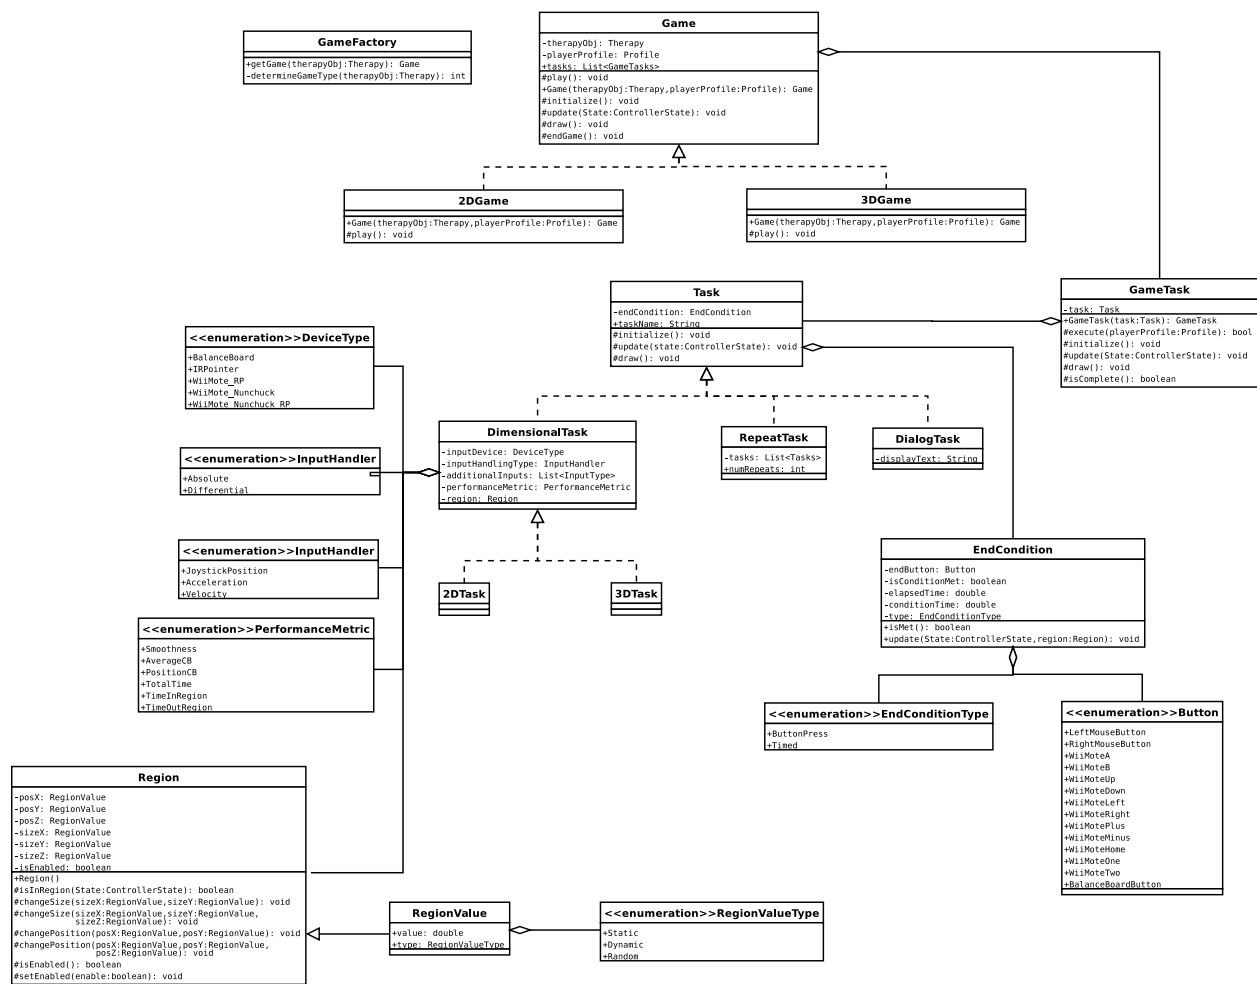 Game
-therapyObj: Therapy
-playerProfile: Profile
+tasks: List<GameTasks>
#play(): void
+Game(therapyObj:Therapy,playerProfile:Profile): Game
#initialize(): void
#update(State:ControllerState): void
#draw(): void
#endGame(): void
GameFactory
+getGame(therapyObj:Therapy): Game
-determineGameType(therapyObj:Therapy): int
2DGame
+Game(therapyObj:Therapy,playerProfile:Profile): Game
#play(): void
3DGame
+Game(therapyObj:Therapy,playerProfile:Profile): Game
#play(): void
Task
-endCondition: EndCondition
+taskName: String
#initialize(): void
#update(state:ControllerState): void
#draw(): void
GameTask
-task: Task
+GameTask(task:Task): GameTask
#execute(playerProfile:Profile): bool
#initialize(): void
#update(State:ControllerState): void
#draw(): void
#isComplete(): boolean
<<enumeration>>DeviceType
+BalanceBoard
+IRPointer
+WiiMote_RP
+WiiMote_Nunchuck
+WiiMote_Nunchuck_RP
DimensionalTask
-inputDevice: DeviceType
-inputHandlingType: InputHandler
-additionalInputs: List<InputType>
-performanceMetric: PerformanceMetric
-region: Region
RepeatTask
-tasks: List<Tasks>
+numRepeats: int
DialogTask
-displayText: String
<<enumeration>>InputHandler
+Absolute
+Differential
<<enumeration>>InputHandler
+JoystickPosition
+Acceleration
+Velocity
2DTask
3DTask
EndCondition
-endButton: Button
-isConditionMet: boolean
-elapsedTime: double
-conditionTime: double
-type: EndConditionType
+isMet(): boolean
+update(State:ControllerState,region:Region): void
<<enumeration>>PerformanceMetric
+Smoothness
+AverageCB
+PositionCB
+TotalTime
+TimeInRegion
+TimeOutRegion
<<enumeration>>EndConditionType
+ButtonPress
+Timed
<<enumeration>>Button
+LeftMouseButton
+RightMouseButton
+WiiMoteA
+WiiMoteB
+WiiMoteUp
+WiiMoteDown
+WiiMoteLeft
+WiiMoteRight
+WiiMotePlus
+WiiMoteMinus
+WiiMoteHome
+WiiMoteOne
+WiiMoteTwo
+BalanceBoardButton
Region
-posX: RegionValue
-posY: RegionValue
-posZ: RegionValue
-sizeX: RegionValue
-sizeY: RegionValue
-sizeZ: RegionValue
-isEnabled: boolean
+Region()
#isInRegion(State:ControllerState): boolean
#changeSize(sizeX:RegionValue,sizeY:RegionValue): void
#changeSize(sizeX:RegionValue,sizeY:RegionValue,
sizeZ:RegionValue): void
#changePosition(posX:RegionValue,posY:RegionValue): void
#changePosition(posX:RegionValue,posY:RegionValue,
posZ:RegionValue): void
#isEnabled(): boolean
#setEnabled(enable:boolean): void
RegionValue
+value: double
+type: RegionValueType
<<enumeration>>RegionValueType
+Static
+Dynamic
+Random